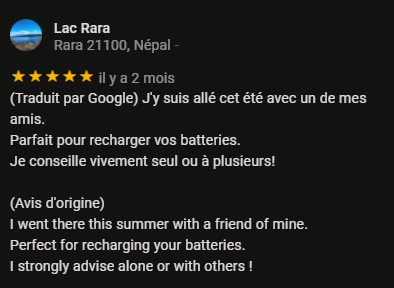 Lac Rara
Rara 21100, Népal -
★★★★★ il y a 2 mois
(Traduit par Google) J'y suis allé cet été avec un de mes
amis.
Parfait pour recharger vos batteries.
Je conseille vivement seul ou à plusieurs!
(Avis d'origine)
I went there this summer with a friend of mine.
Perfect for recharging your batteries.
I strongly advise alone or with others !